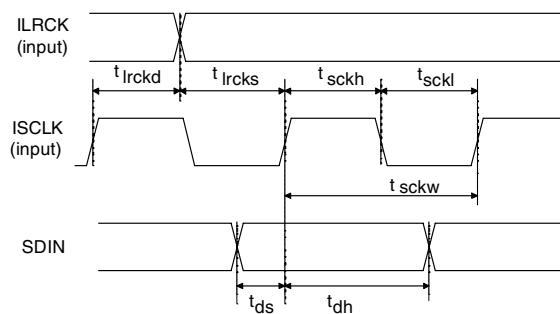 ILRCK
(input)
t lrckd
t lrcks
t sckh
t sckl
ISCLK
(input)
t sckw
SDIN
t ds
t dh